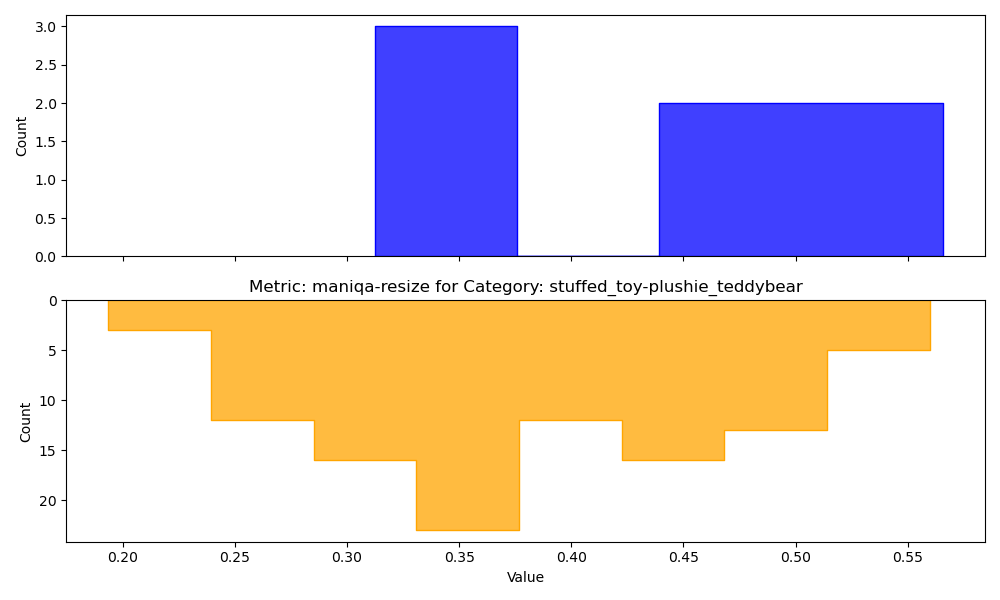 3.0
2.5
2.0
1.5
1.0
0.5
0.0
Count
Metric: maniqa-resize for Category: stuffed_toy-plushie_teddybear
0
5
10
15
20
Count
0.20 0.25 0.30 0.35 0.40 0.45 0.50 0.55
Value